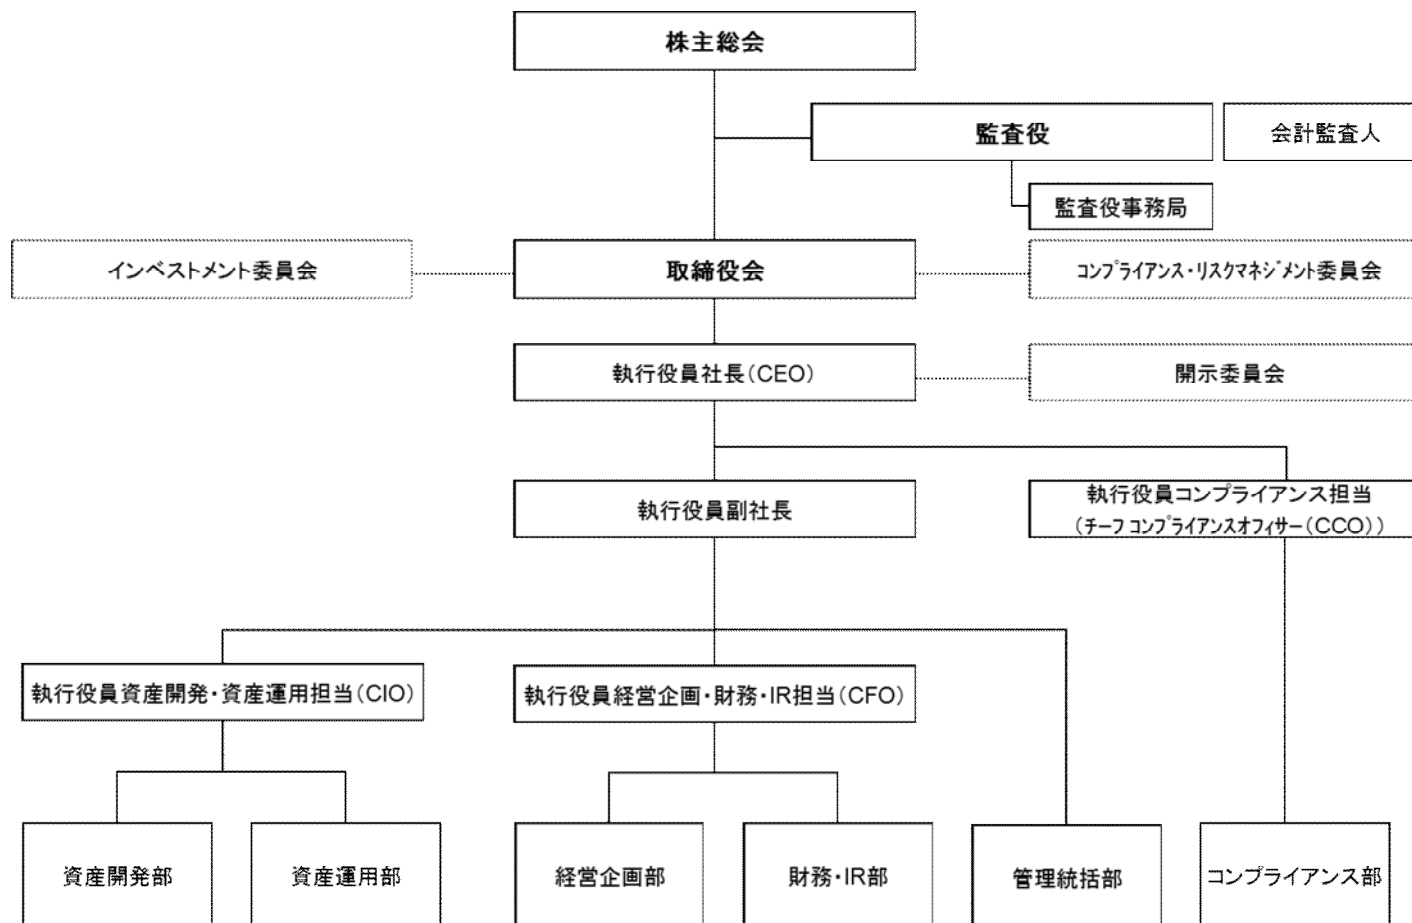 株主総会
監査役
会計監査人
監査役事務局
インベストメント委員会
取締役会
コンプライアンス・リスクマネジメント委員会
執行役員社長(CEO)
開示委員会
執行役員副社長
執行役員コンプライアンス担当
(チーフコンプライアンスオフィサー(CCO))
執行役員資産開発・資産運用担当(CIO)
執行役員経営企画・財務・IR担当(CFO)
資産開発部
資産運用部
経営企画部
財務・IR部
管理統括部
コンプライアンス部